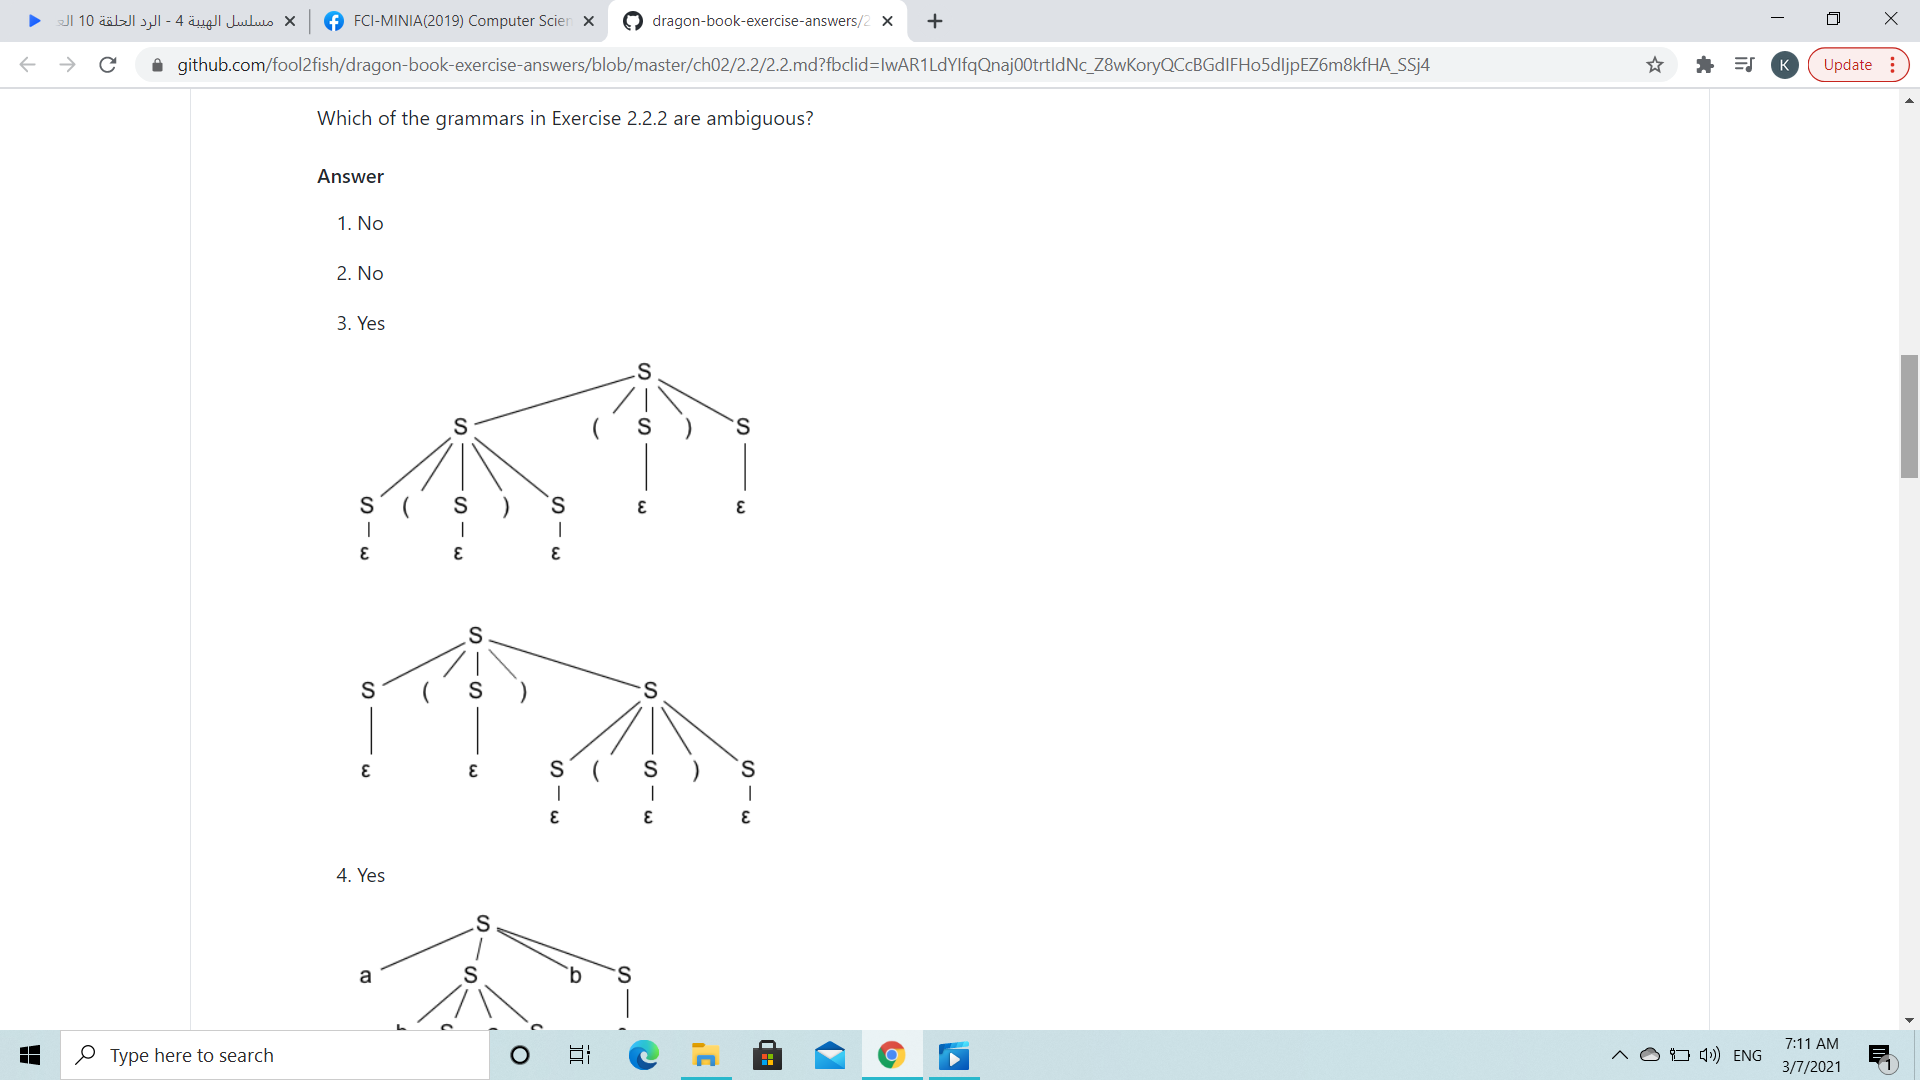 مسلسل الهيبة 4 - الرد الحلقة 10 الع
FCI-MINIA(2019) Computer Scien
dragon-book-exercise-answers/2
github.com/fool2fish/dragon-book-exercise-answers/blob/master/ch02/2.2/2.2.md?fbclid=IwAR1LdYIfqQnaj00trtIdNc_Z8wKoryQCcBGdIFHo5dIjpEZ6m8kfHA_SSj4
K
Update
Which of the grammars in Exercise 2.2.2 are ambiguous?
Answer
1. No
2. No
3. Yes
S
S ( S ) S
S ( S ) S ε ε
ε ε ε
S
S ( S ) S
ε ε S ( S ) S
ε ε ε
4. Yes
S
a S b S
Type here to search
ENG
7:11 AM
3/7/2021
1